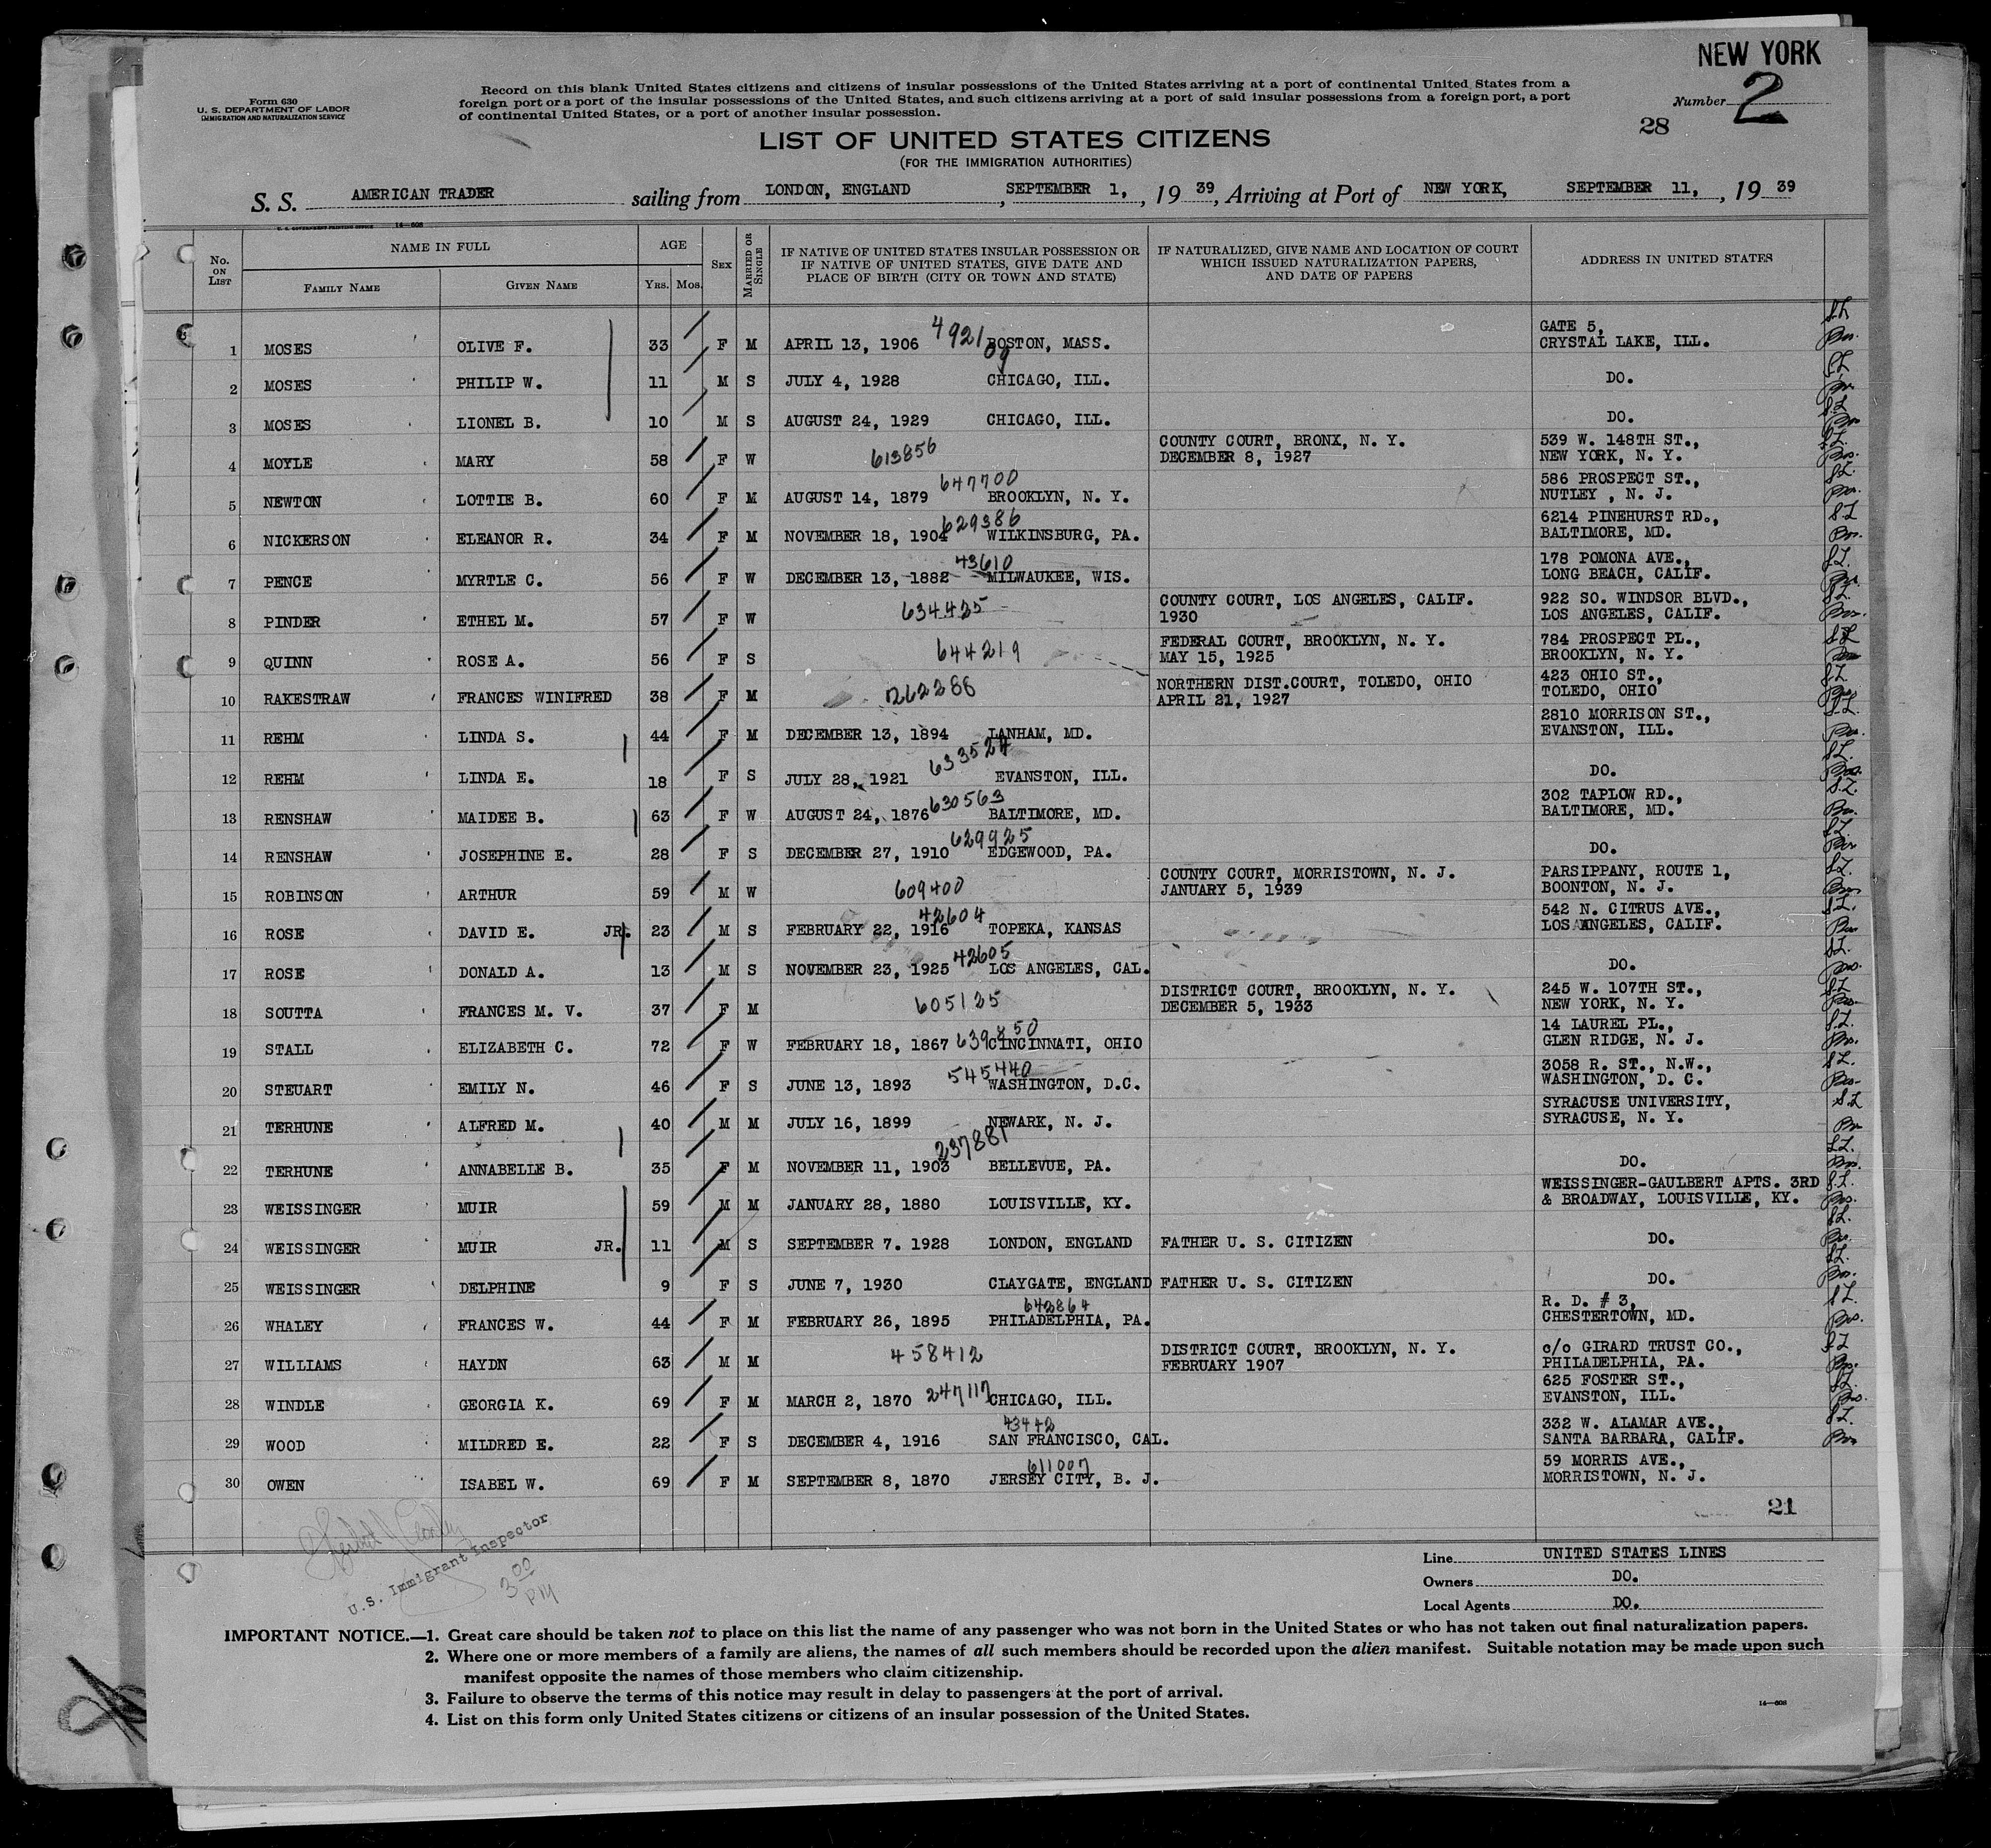 NEW YORK
Form 630
U. S. DEPARTMENT OF LABOR
IMMIGRATION AND NATURALIZATION SERVICE
Record on this blank United States citizens and citizens of insular possessions of the United States arriving at a port of continental United States from a
foreign port or a port of the insular possessions of the United States, and such citizens arriving at a port of said insular possessions from a foreign port, a port
of continental United States, or a port of another insular possession.
Number 2
28
LIST OF UNITED STATES CITIZENS
(FOR THE IMMIGRATION AUTHORITIES)
S. S. AMERICAN TRADER sailing from LONDON, ENGLAND, SEPTEMBER 1, 1939, Arriving at Port of NEW YORK, SEPTEMBER 11, 1939
U. S. GOVERNMENT PRINTING OFFICE 14—608
No. ON LIST
NAME IN FULL
FAMILY NAME
GIVEN NAME
AGE
YRS.
MOS.
SEX
MARRIED OR SINGLE
IF NATIVE OF UNITED STATES INSULAR POSSESSION OR
IF NATIVE OF UNITED STATES, GIVE DATE AND
PLACE OF BIRTH (CITY OR TOWN AND STATE)
IF NATURALIZED, GIVE NAME AND LOCATION OF COURT
WHICH ISSUED NATURALIZATION PAPERS,
AND DATE OF PAPERS
ADDRESS IN UNITED STATES
1 MOSES OLIVE F. 33 F M APRIL 13, 1906 492109 BOSTON, MASS. GATE 5,
CRYSTAL LAKE, ILL.
2 MOSES PHILIP W. 11 M S JULY 4, 1928 CHICAGO, ILL. DO.
3 MOSES LIONEL B. 10 M S AUGUST 24, 1929 CHICAGO, ILL. DO.
4 MOYLE MARY 58 F W 613856 COUNTY COURT, BRONX, N. Y.
DECEMBER 8, 1927 539 W. 148TH ST.,
NEW YORK, N. Y.
5 NEWTON LOTTIE B. 60 F M AUGUST 14, 1879 647700 BROOKLYN, N. Y. 586 PROSPECT ST.,
NUTLEY , N. J.
6 NICKERSON ELEANOR R. 34 F M NOVEMBER 18, 1904 629386 WILKINSBURG, PA. 6214 PINEHURST RD.,
BALTIMORE, MD.
7 PENCE MYRTLE C. 56 F W DECEMBER 13, 1882 43610 MILWAUKEE, WIS. 178 POMONA AVE.,
LONG BEACH, CALIF.
8 PINDER ETHEL M. 57 F W 634425 COUNTY COURT, LOS ANGELES, CALIF.
1930 922 SO. WINDSOR BLVD.,
LOS ANGELES, CALIF.
9 QUINN ROSE A. 56 F S 644219 FEDERAL COURT, BROOKLYN, N. Y.
MAY 15, 1925 784 PROSPECT PL.,
BROOKLYN, N. Y.
10 RAKESTRAW FRANCES WINIFRED 38 F M 262286 NORTHERN DIST.COURT, TOLEDO, OHIO
APRIL 21, 1927 423 OHIO ST.,
TOLEDO, OHIO
11 REHM LINDA S. 44 F M DECEMBER 13, 1894 LANHAM, MD. 2810 MORRISON ST.,
EVANSTON, ILL.
12 REHM LINDA E. 18 F S JULY 28, 1921 633527 EVANSTON, ILL. DO.
13 RENSHAW MAIDEE B. 63 F W AUGUST 24, 1876 630563 BALTIMORE, MD. 302 TAPLOW RD.,
BALTIMORE, MD.
14 RENSHAW JOSEPHINE E. 28 F S DECEMBER 27, 1910 629925 EDGEWOOD, PA. DO.
15 ROBINSON ARTHUR 59 M W 609400 COUNTY COURT, MORRISTOWN, N. J.
JANUARY 5, 1939 PARSIPPANY, ROUTE 1,
BOONTON, N. J.
16 ROSE DAVID E. JR. 23 M S FEBRUARY 22, 1916 42604 TOPEKA, KANSAS 542 N. CITRUS AVE.,
LOS ANGELES, CALIF.
17 ROSE DONALD A. 13 M S NOVEMBER 23, 1925 42605 LOS ANGELES, CAL. DO.
18 SOUTTA FRANCES M. V. 37 F M 605125 DISTRICT COURT, BROOKLYN, N. Y.
DECEMBER 5, 1933 245 W. 107TH ST.,
NEW YORK, N. Y.
19 STALL ELIZABETH C. 72 F W FEBRUARY 18, 1867 639850 CINCINNATI, OHIO 14 LAUREL PL.,
GLEN RIDGE, N. J.
20 STEUART EMILY N. 46 F S JUNE 13, 1893 545440 WASHINGTON, D.C. 3058 R. ST., N.W.,
WASHINGTON, D. C.
21 TERHUNE ALFRED M. 40 M M JULY 16, 1899 NEWARK, N. J. SYRACUSE UNIVERSITY,
SYRACUSE, N. Y.
22 TERHUNE ANNABELLE B. 35 F M NOVEMBER 11, 1903 237881 BELLEVUE, PA. DO.
23 WEISSINGER MUIR 59 M M JANUARY 28, 1880 LOUISVILLE, KY. WEISSINGER-GAULBERT APTS. 3RD
& BROADWAY, LOUISVILLE, KY.
24 WEISSINGER MUIR JR. 11 M S SEPTEMBER 7. 1928 LONDON, ENGLAND FATHER U. S. CITIZEN DO.
25 WEISSINGER DELPHINE 9 F S JUNE 7, 1930 CLAYGATE, ENGLAND FATHER U. S. CITIZEN DO.
26 WHALEY FRANCES W. 44 F M FEBRUARY 26, 1895 642864 PHILADELPHIA, PA. R. D. # 3,
CHESTERTOWN, MD.
27 WILLIAMS HAYDN 63 M M 458412 DISTRICT COURT, BROOKLYN, N. Y.
FEBRUARY 1907 c/o GIRARD TRUST CO.,
PHILADELPHIA, PA.
28 WINDLE GEORGIA K. 69 F M MARCH 2, 1870 247117 CHICAGO, ILL. 625 FOSTER ST.,
EVANSTON, ILL.
29 WOOD MILDRED E. 22 F S DECEMBER 4, 1916 43442 SAN FRANCISCO, CAL. 332 W. ALAMAR AVE.,
SANTA BARBARA, CALIF.
30 OWEN ISABEL W. 69 F M SEPTEMBER 8, 1870 611007 JERSEY CITY, B. J. 59 MORRIS AVE.,
MORRISTOWN, N. J.
21
U.S. Immigrant Inspector
3 00 PM
Line UNITED STATES LINES
Owners DO.
Local Agents DO.
IMPORTANT NOTICE.—1. Great care should be taken not to place on this list the name of any passenger who was not born in the United States or who has not taken out final naturalization papers.
2. Where one or more members of a family are aliens, the names of all such members should be recorded upon the alien manifest. Suitable notation may be made upon such
manifest opposite the names of those members who claim citizenship.
3. Failure to observe the terms of this notice may result in delay to passengers at the port of arrival.
4. List on this form only United States citizens or citizens of an insular possession of the United States.
14—608